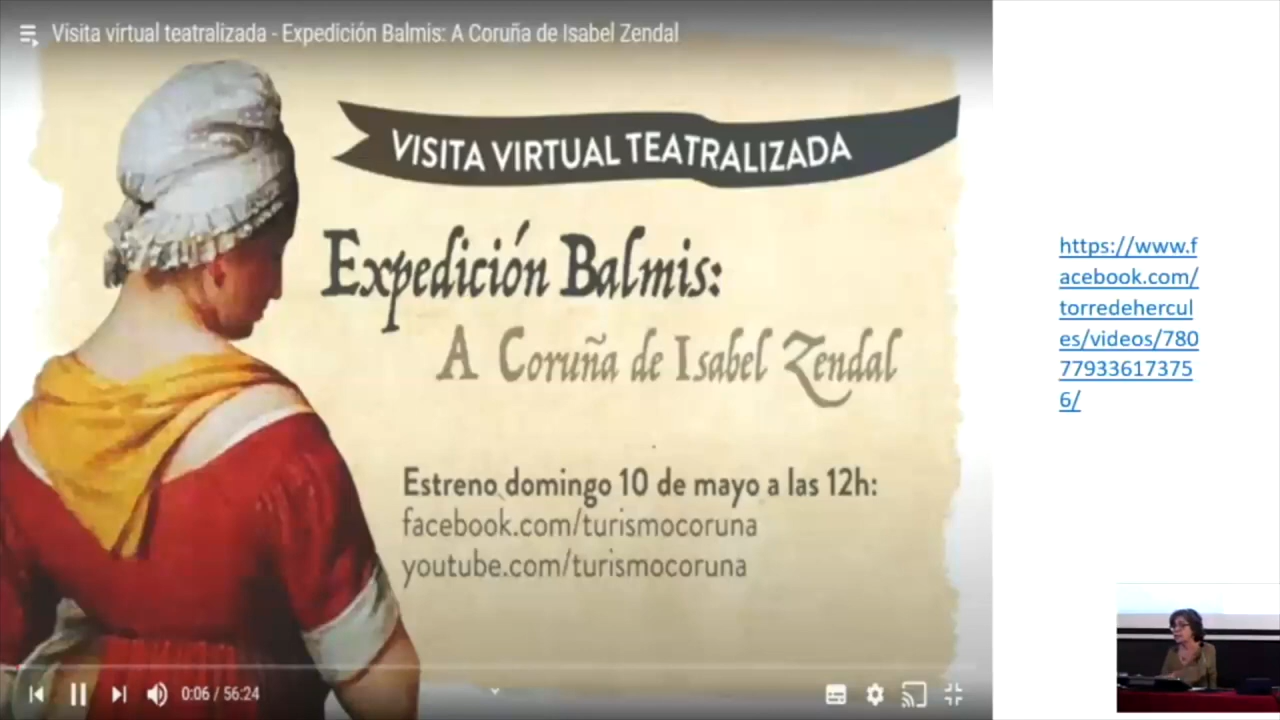 Visita virtual teatralizada - Expedición Balmis: A Coruña de Isabel Zendal
VISITA VIRTUAL TEATRALIZADA
Expedición Balmis:
A Coruña de Isabel Zendal
Estreno domingo 10 de mayo a las 12h:
facebook.com/turismocoruna
youtube.com/turismocoruna
0:06 / 56:24
https://www.f
acebook.com/
torredehercul
es/videos/780
77933617375
6/